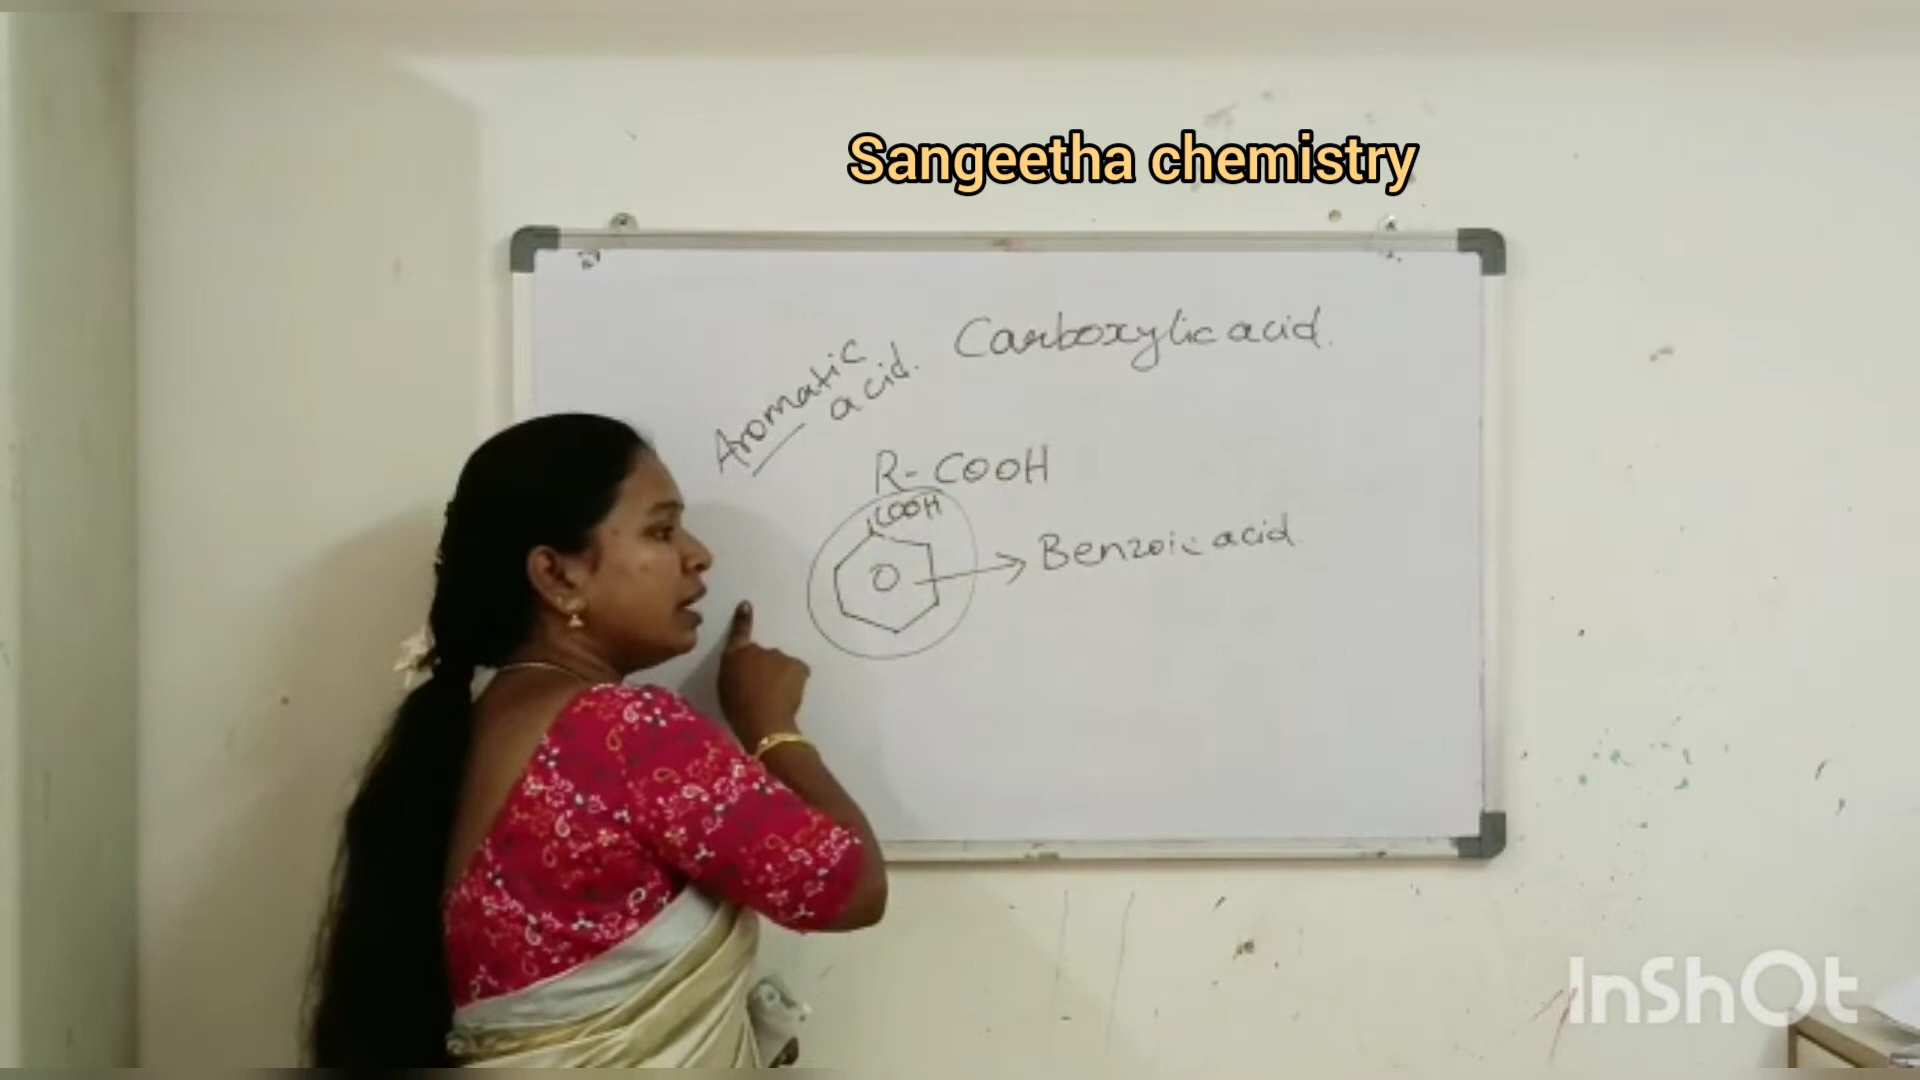 Sangeetha chemistry
Carboxylic acid.
Aromatic
acid.
R-COOH
COOH
Benzoic acid
InShOt